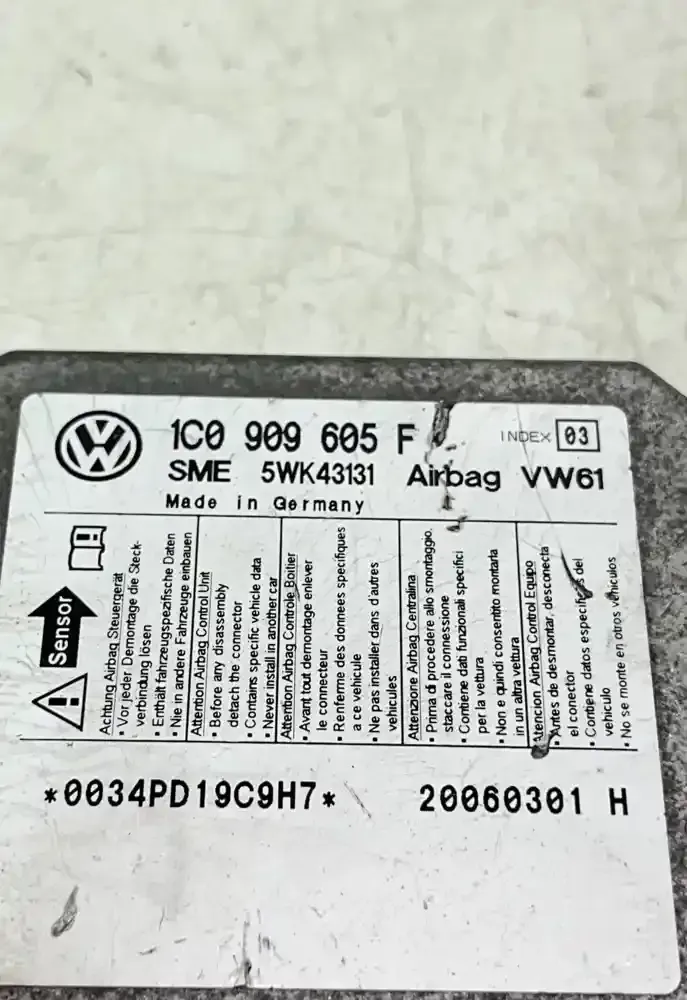 1C0 909 605 F
INDEX 03
SME 5WK43131 Airbag VW61
Made in Germany
Sensor
Achtung Airbag Steuergerät
• Vor jeder Demontage die Steck-
verbindung lösen
• Enthält fahrzeugspezifische Daten
• Nie in andere Fahrzeuge einbauen
Attention Airbag Control Unit
• Before any disassembly
detach the connector
• Contains specific vehicle data
• Never install in another car
Attention Airbag Controle Boitier
• Avant tout demontage enlever
le connecteur
• Renferme des donnees specifiques
a ce vehicule
• Ne pas installer dans d'autres
vehicules
Attenzione Airbag Centralina
• Prima di procedere allo smontaggio.
staccare il connessione
• Contiene dati funzionali specifici
per la vettura
• Non e quindi consentito montarla
in un altra vettura
Atencion Airbag Control Equipo
• Antes de desmontar, desconecta
el conector
• Contiene datos especificos del
vehiculo
• No se monte en otros vehiculos
*0034PD19C9H7* 20060301 H